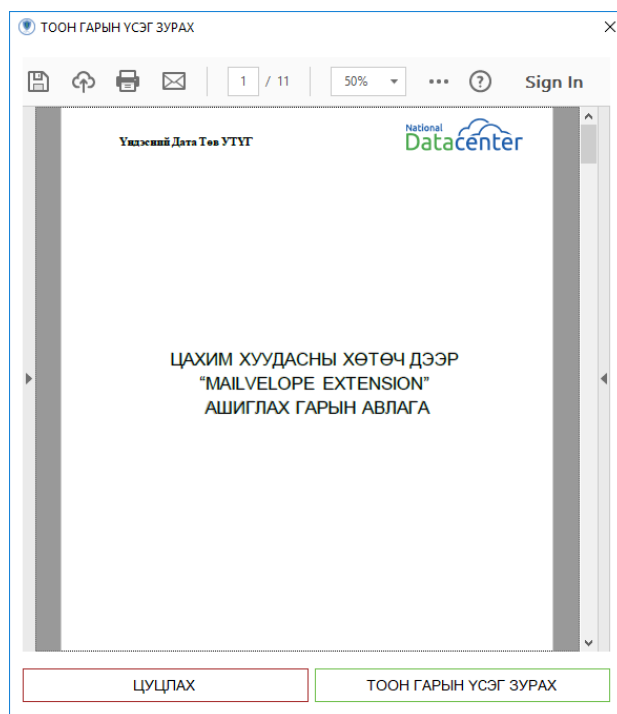 ТООН ГАРЫН ҮСЭГ ЗУРАХ
1 / 11 50% Sign In
Үндэсний Дата Төв УТҮГ
National
Datacenter
ЦАХИМ ХУУДАСНЫ ХӨТӨЧ ДЭЭР
“MAILVELOPE EXTENSION”
АШИГЛАХ ГАРЫН АВЛАГА
ЦУЦЛАХ
ТООН ГАРЫН ҮСЭГ ЗУРАХ